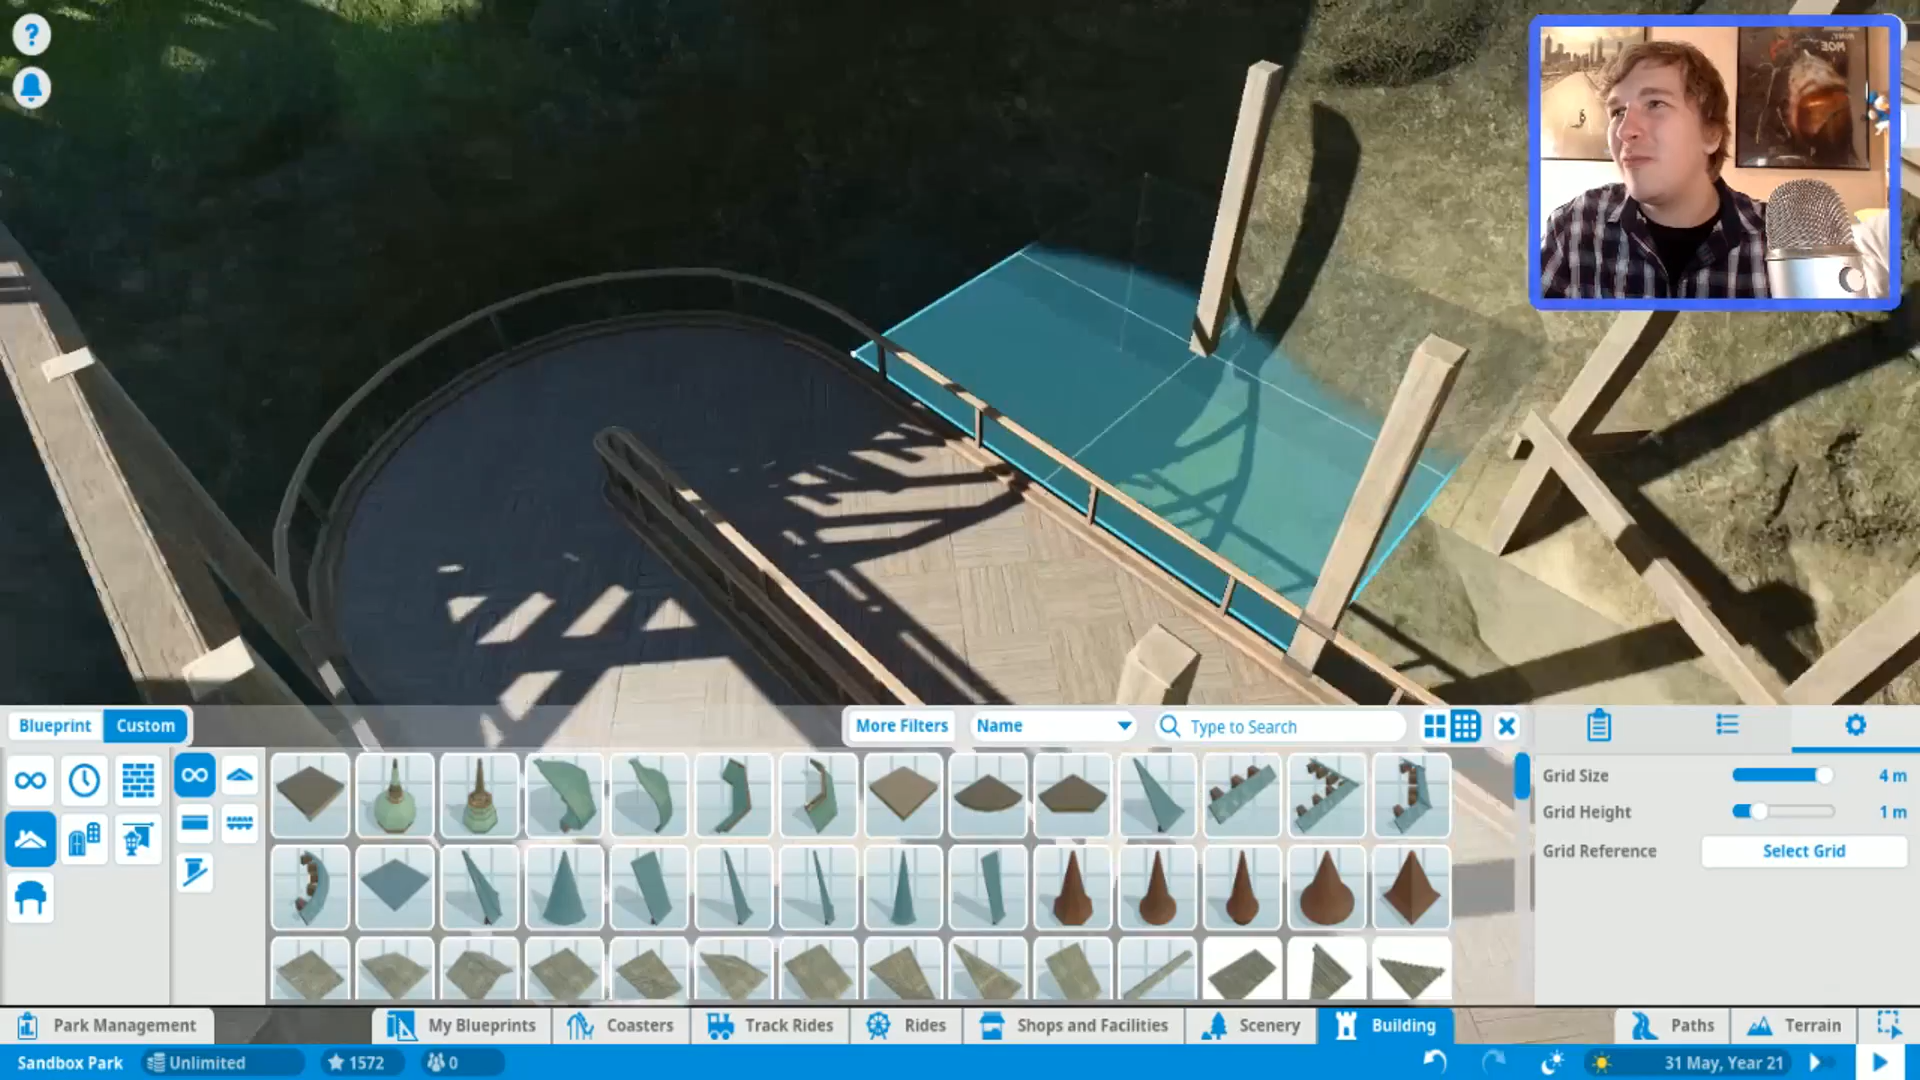 ?
MOE
Blueprint
Custom
More Filters
Name
Type to Search
Grid Size
4 m
Grid Height
1 m
Grid Reference
Select Grid
Park Management
My Blueprints
Coasters
Track Rides
Rides
Shops and Facilities
Scenery
Building
Paths
Terrain
Sandbox Park
Unlimited
1572
0
31 May, Year 21